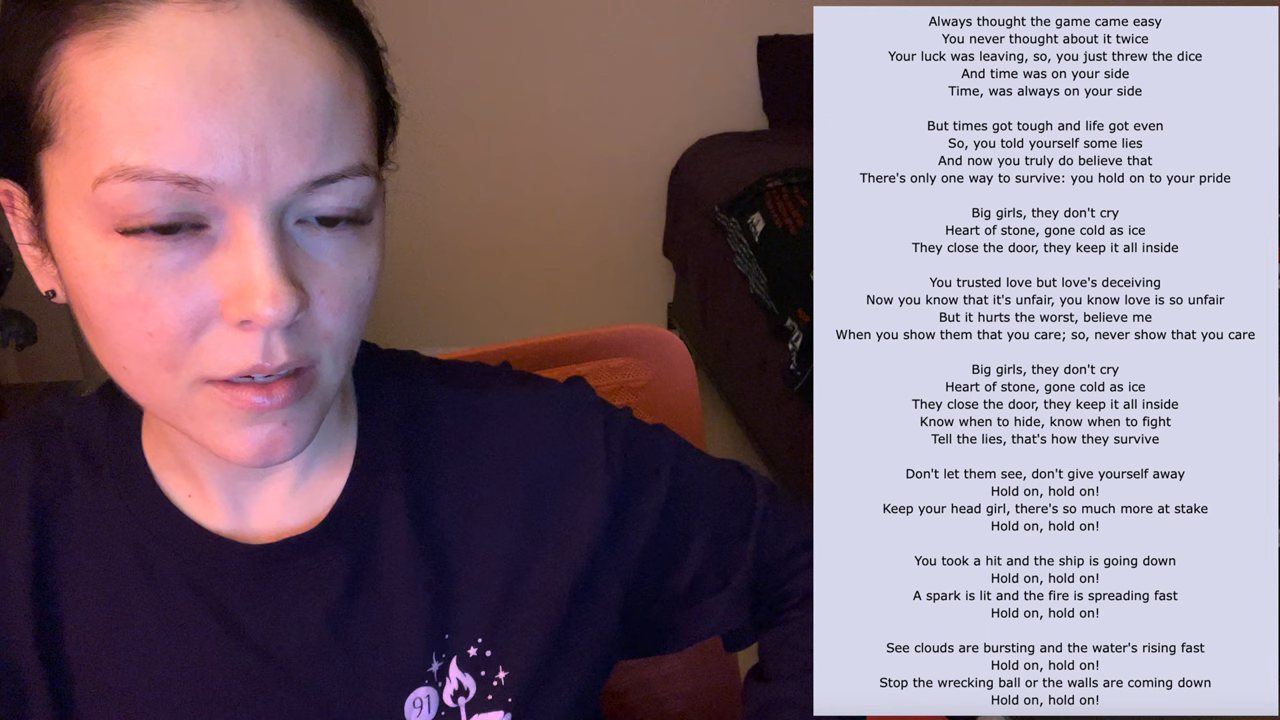 Always thought the game came easy
You never thought about it twice
Your luck was leaving, so, you just threw the dice
And time was on your side
Time, was always on your side
But times got tough and life got even
So, you told yourself some lies
And now you truly do believe that
There's only one way to survive: you hold on to your pride
Big girls, they don't cry
Heart of stone, gone cold as ice
They close the door, they keep it all inside
You trusted love but love's deceiving
Now you know that it's unfair, you know love is so unfair
But it hurts the worst, believe me
When you show them that you care; so, never show that you care
Big girls, they don't cry
Heart of stone, gone cold as ice
They close the door, they keep it all inside
Know when to hide, know when to fight
Tell the lies, that's how they survive
Don't let them see, don't give yourself away
Hold on, hold on!
Keep your head girl, there's so much more at stake
Hold on, hold on!
You took a hit and the ship is going down
Hold on, hold on!
A spark is lit and the fire is spreading fast
Hold on, hold on!
See clouds are bursting and the water's rising fast
Hold on, hold on!
Stop the wrecking ball or the walls are coming down
Hold on, hold on!
91